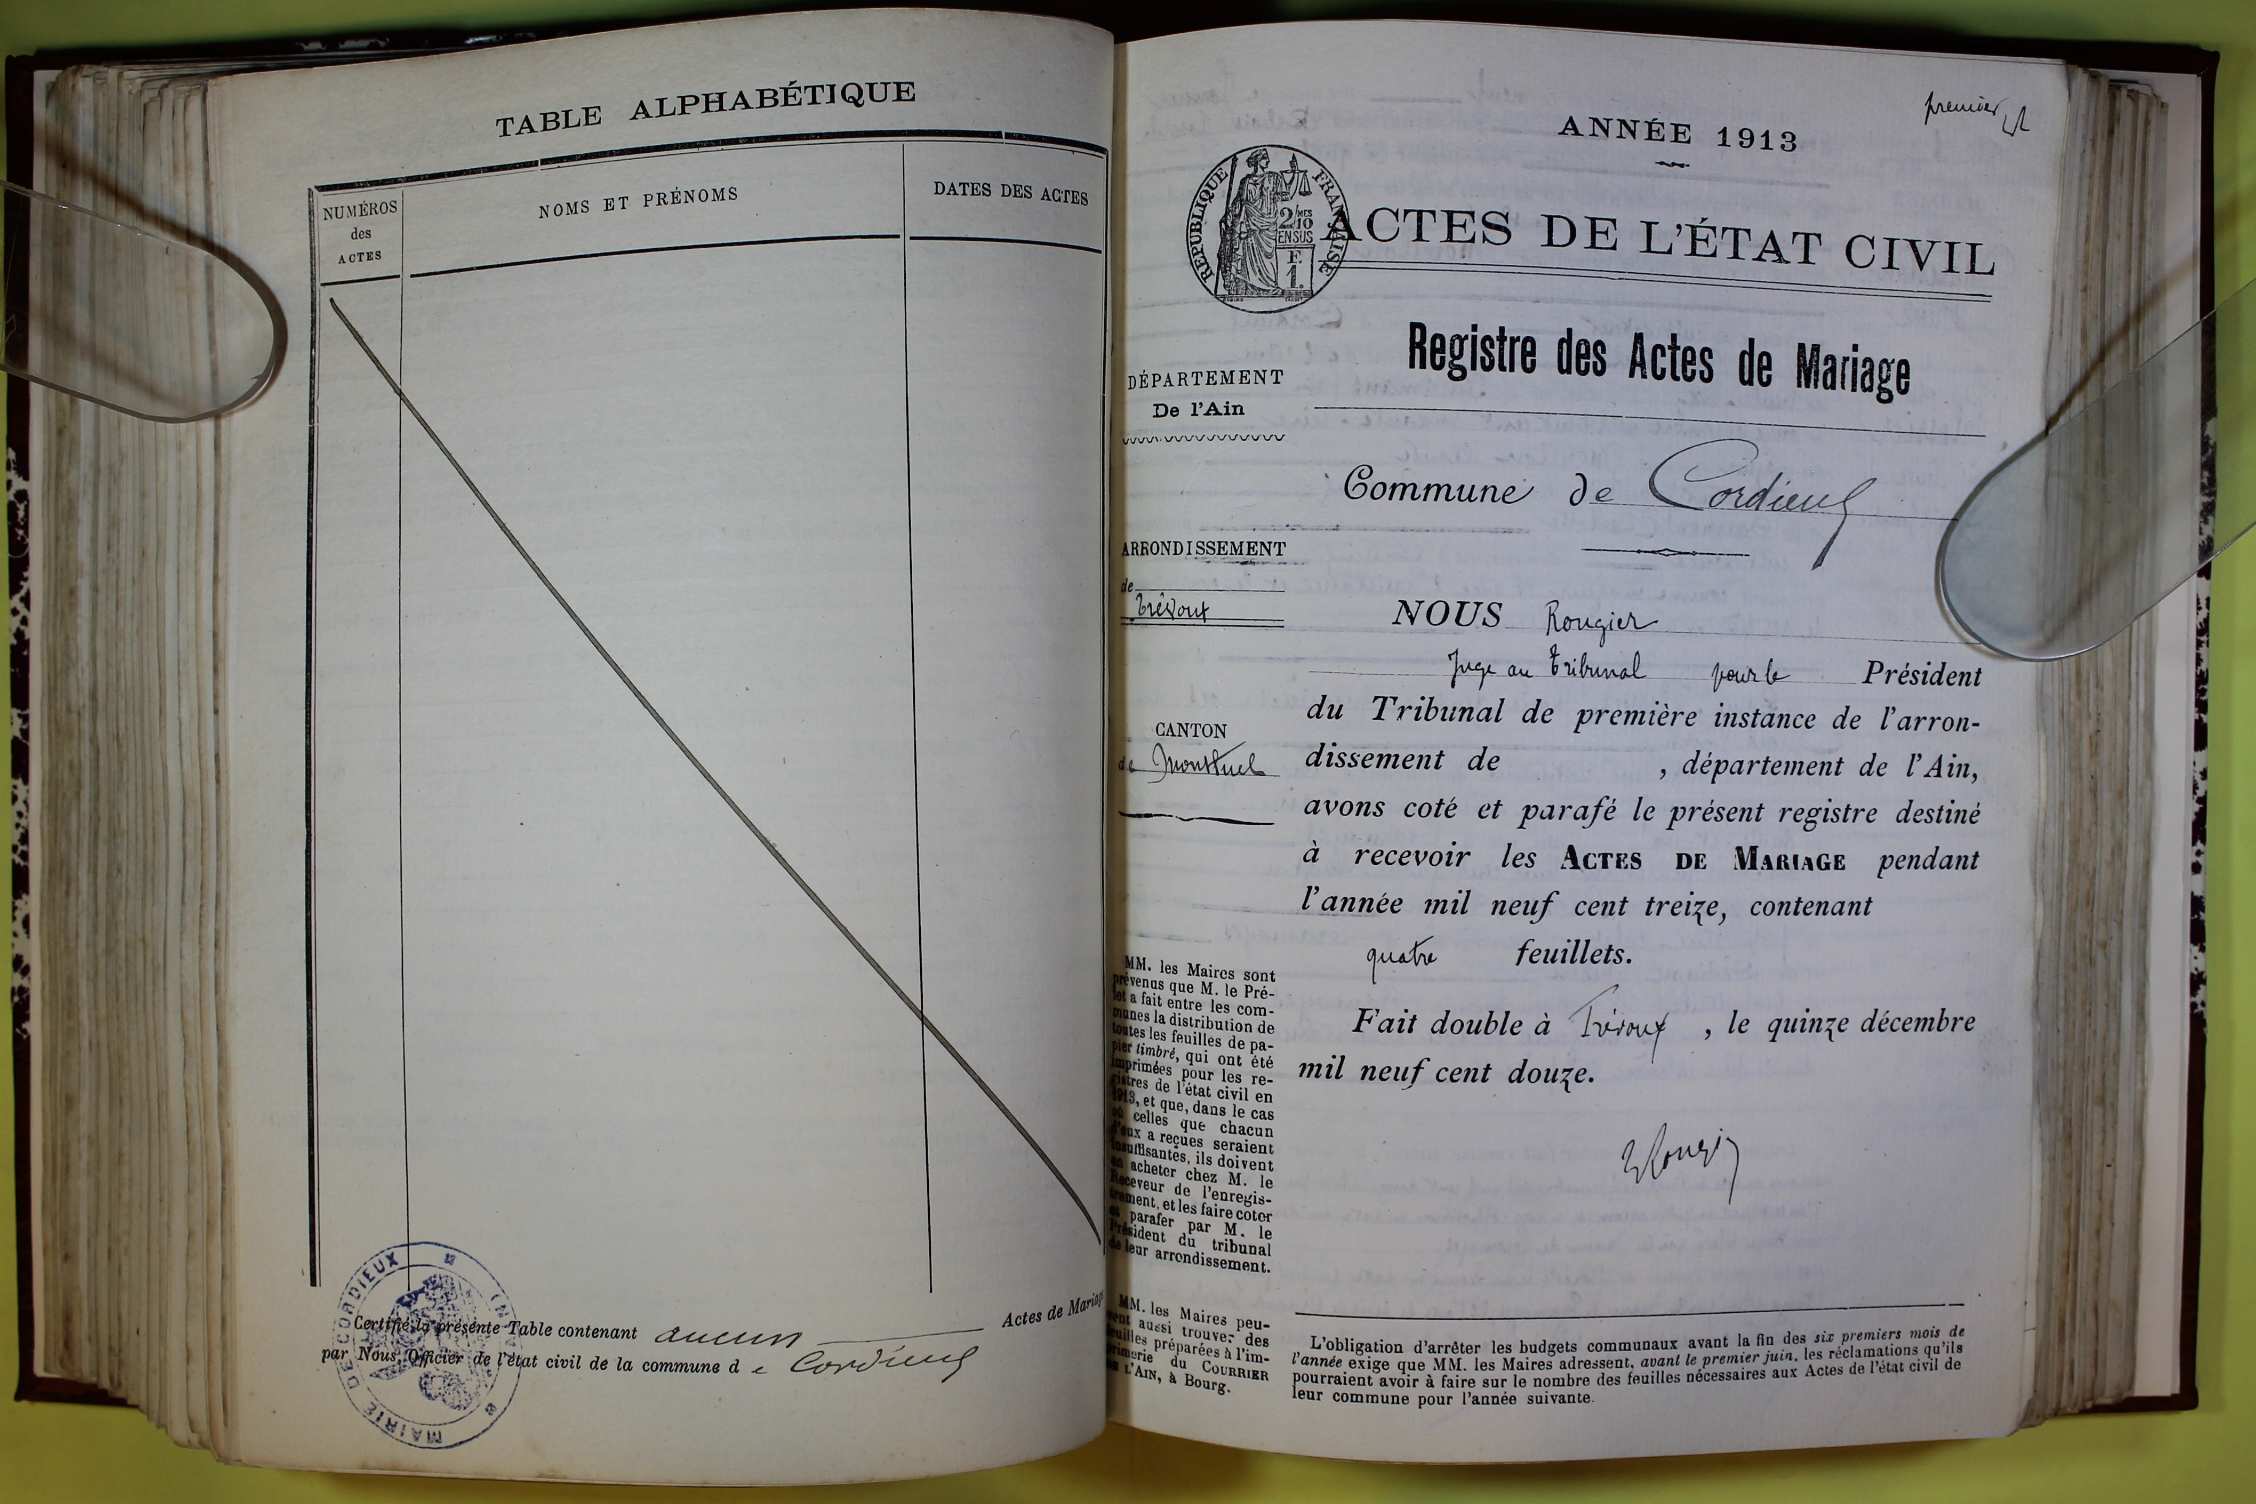 TABLE ALPHABÉTIQUE
NUMÉROS
des
ACTES
NOMS ET PRÉNOMS
DATES DES ACTES
Certifié la présente Table contenant aucun Actes de Mariage
par Nous, Officier de l'état civil de la commune de Cordieux
MAIRIE DE CORDIEUX
premier
ANNÉE 1913
RÉPUBLIQUE FRANÇAISE
2/10MES
EN SUS
F.
1.
ACTES DE L'ÉTAT CIVIL
Registre des Actes de Mariage
DÉPARTEMENT
De l'Ain
Commune de Cordieux
ARRONDISSEMENT
de
Trévoux
CANTON
de Montluel
NOUS Rougier
Juge au Tribunal pour le Président
du Tribunal de première instance de l'arron-
dissement de , département de l'Ain,
avons coté et parafé le présent registre destiné
à recevoir les ACTES DE MARIAGE pendant
l'année mil neuf cent treize, contenant
quatre feuillets.
Fait double à Trévoux, le quinze décembre
mil neuf cent douze.
Rougier
MM. les Maires sont
prévenus que M. le Pré-
fet a fait entre les com-
munes la distribution de
toutes les feuilles de pa-
pier timbré, qui ont été
imprimées pour les re-
gistres de l'état civil en
1913, et que, dans le cas
où celles que chacun
d'eux a reçues seraient
insuffisantes, ils doivent
en acheter chez M. le
Receveur de l'enregis-
trement, et les faire coter
et parafer par M. le
Président du tribunal
de leur arrondissement.
MM. les Maires peu-
vent aussi trouver des
feuilles préparées à l'im-
primerie du COURRIER
DE L'AIN, à Bourg.
L'obligation d'arrêter les budgets communaux avant la fin des six premiers mois de
l'année exige que MM. les Maires adressent, avant le premier juin, les réclamations qu'ils
pourraient avoir à faire sur le nombre des feuilles nécessaires aux Actes de l'état civil de
leur commune pour l'année suivante.